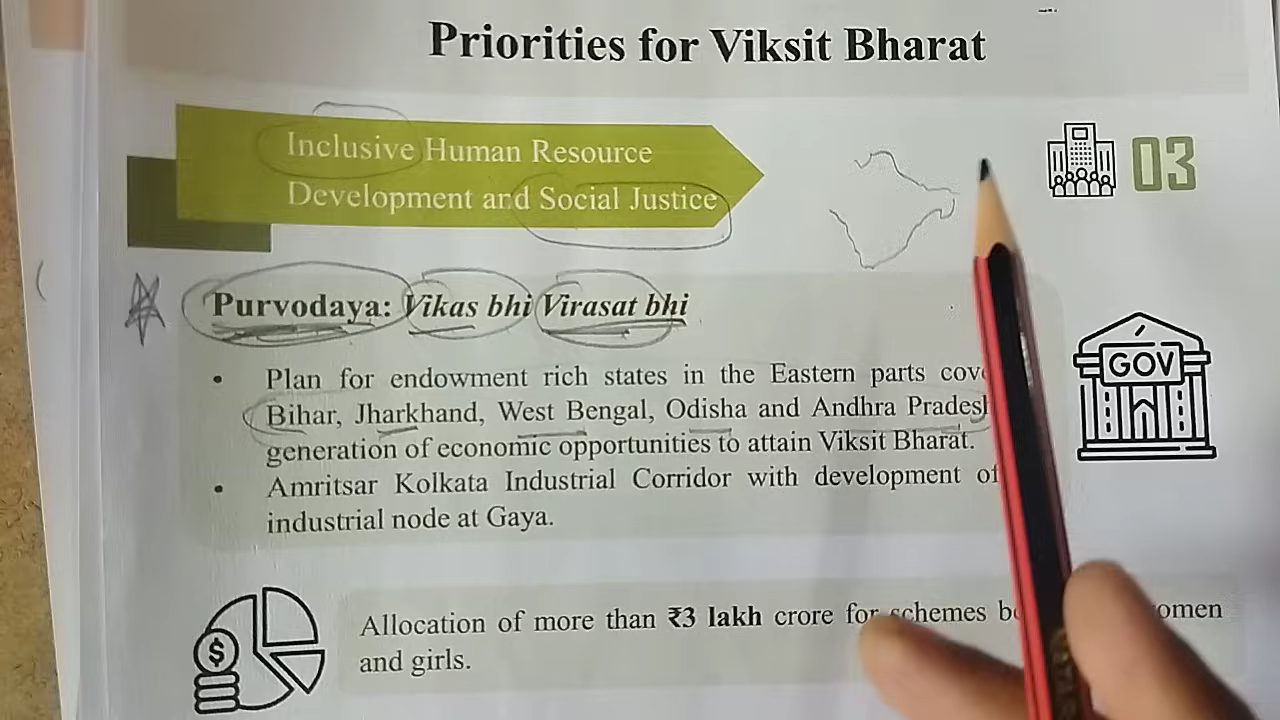 Priorities for Viksit Bharat
Inclusive Human Resource
Development and Social Justice
03
Purvodaya: Vikas bhi Virasat bhi
GOV
• Plan for endowment rich states in the Eastern parts
Bihar, Jharkhand, West Bengal, Odisha and Andhra Pradesh
generation of economic opportunities to attain Viksit Bharat.
• Amritsar Kolkata Industrial Corridor with development of
industrial node at Gaya.
$
Allocation of more than ₹3 lakh crore for schemes
and girls.